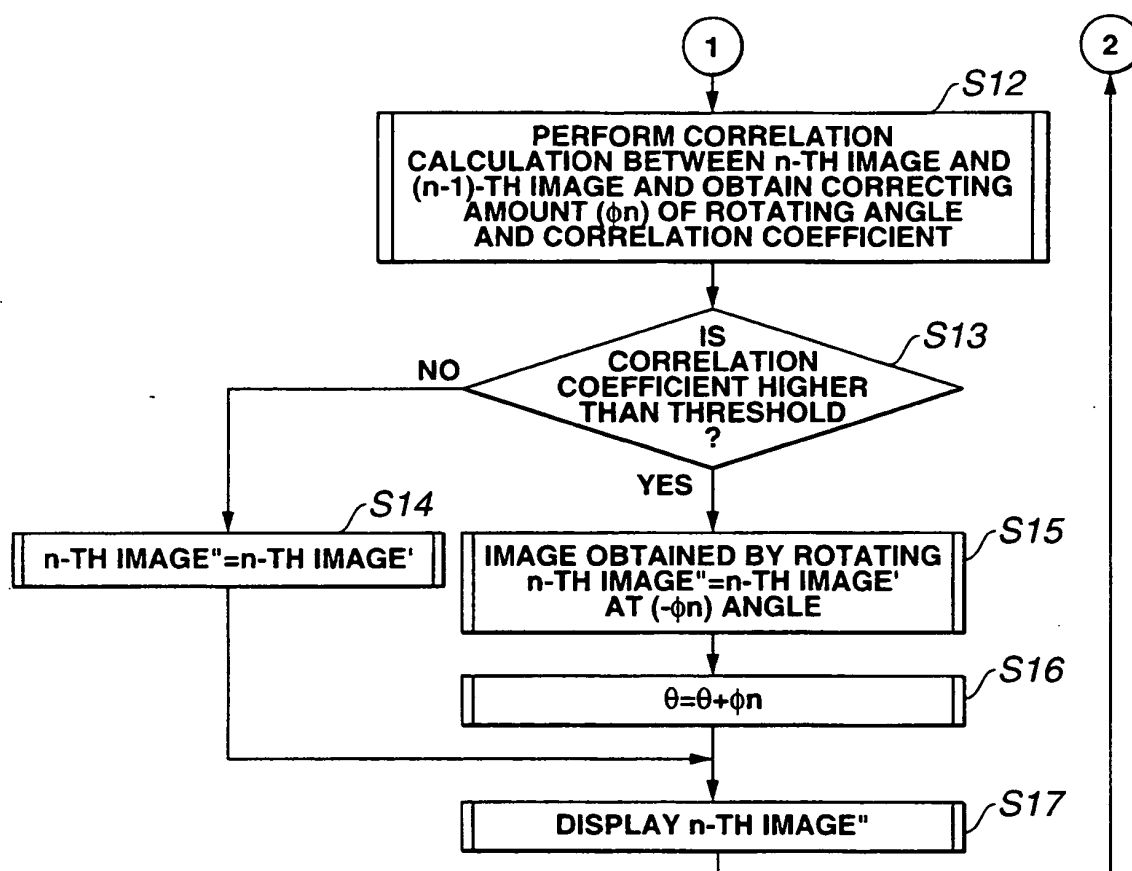 1
2
S12
PERFORM CORRELATION
CALCULATION BETWEEN n-TH IMAGE AND
(n-1)-TH IMAGE AND OBTAIN CORRECTING
AMOUNT (ϕn) OF ROTATING ANGLE
AND CORRELATION COEFFICIENT
S13
IS
CORRELATION
COEFFICIENT HIGHER
THAN THRESHOLD
?
NO
YES
S14
n-TH IMAGE"=n-TH IMAGE'
S15
IMAGE OBTAINED BY ROTATING
n-TH IMAGE"=n-TH IMAGE'
AT (-ϕn) ANGLE
S16
θ=θ+ϕn
S17
DISPLAY n-TH IMAGE"